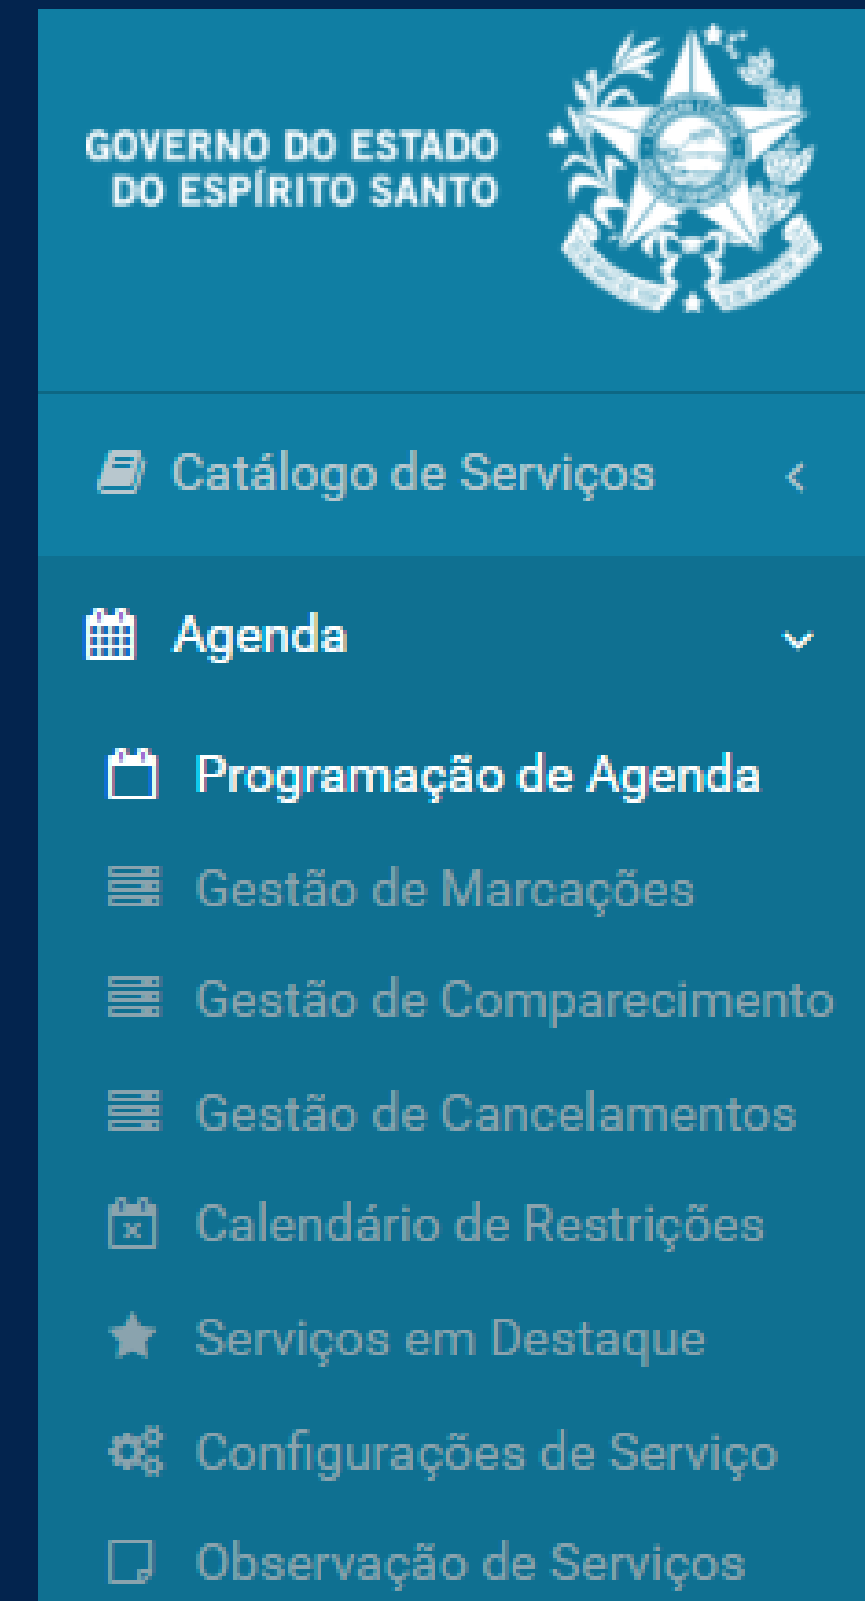 GOVERNO DO ESTADO
DO ESPÍRITO SANTO
Catálogo de Serviços
Agenda
Programação de Agenda
Gestão de Marcações
Gestão de Comparecimento
Gestão de Cancelamentos
Calendário de Restrições
Serviços em Destaque
Configurações de Serviço
Observação de Serviços